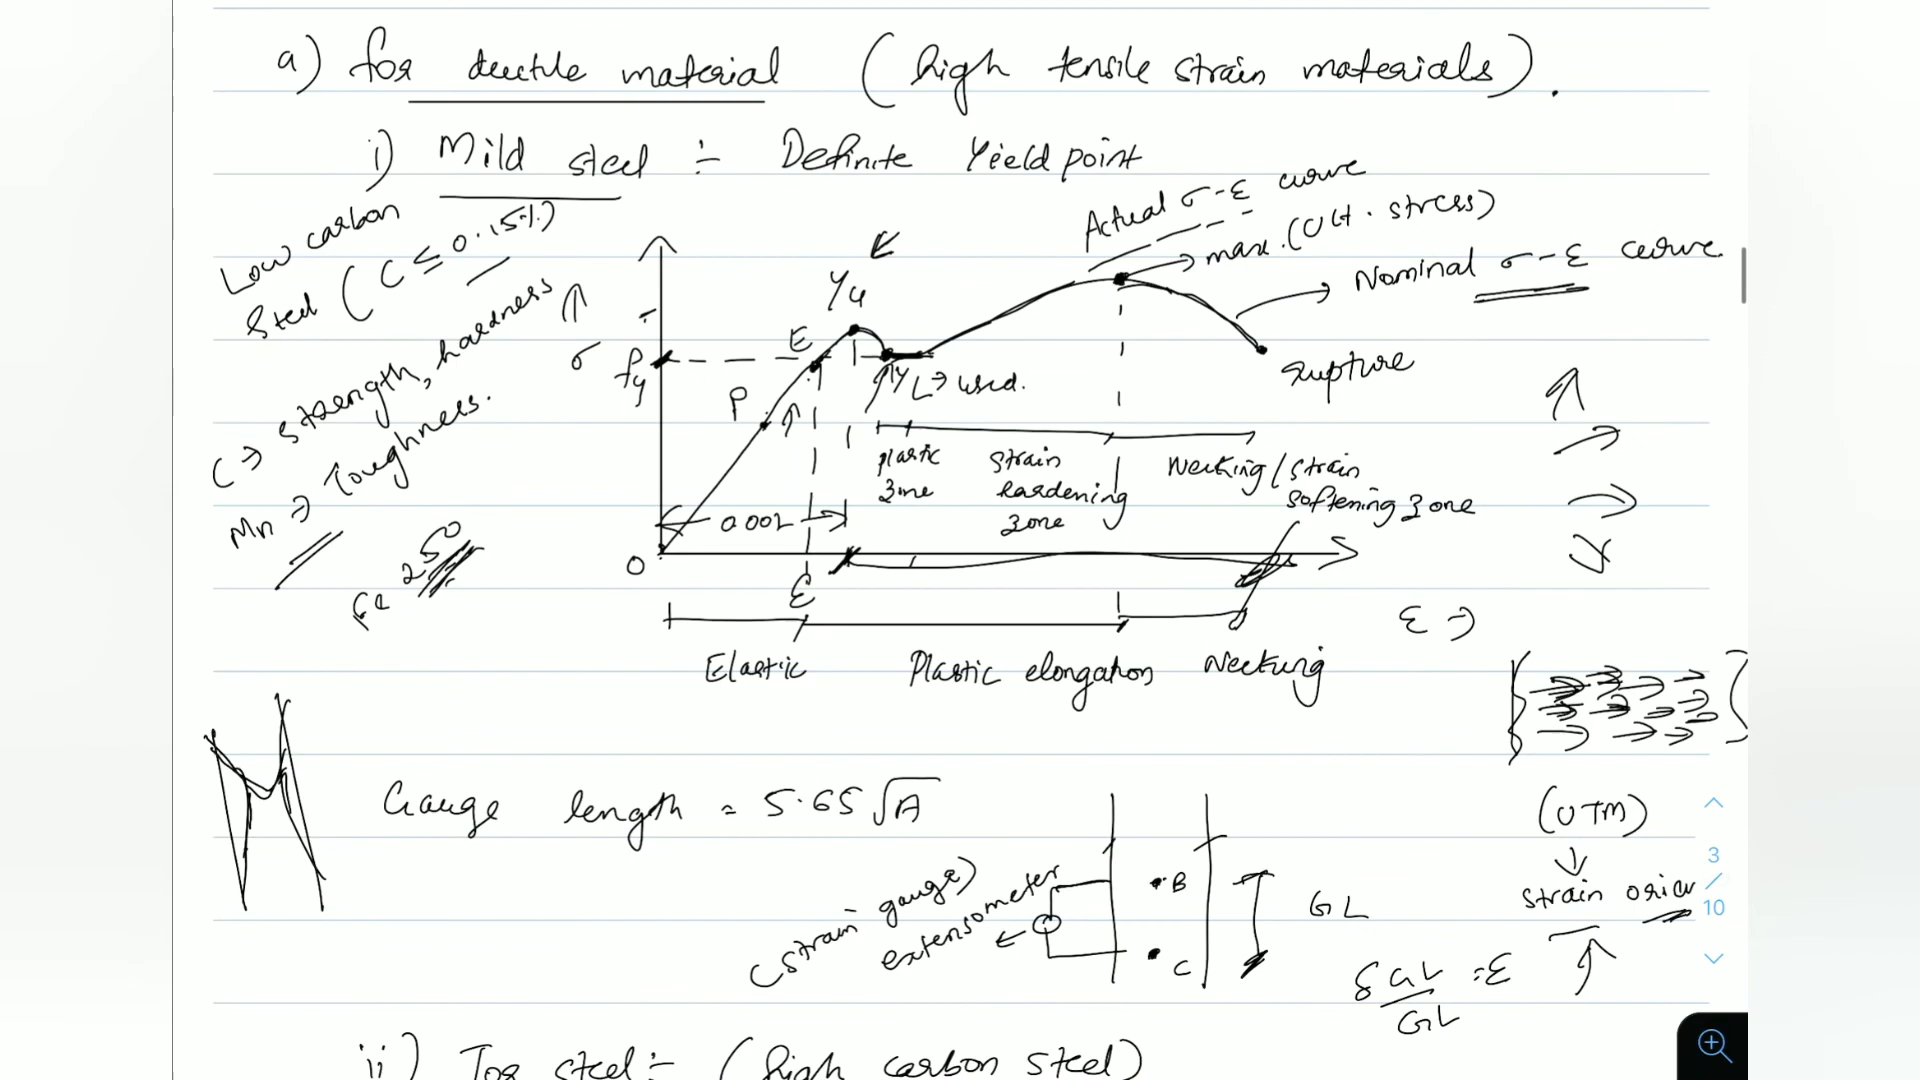 a) for ductile material (high tensile strain materials).
i) Mild steel :- Definite Yield point
Low carbon
steel (C ≤ 0.15%)
C → strength, hardness
Mn → Toughness.
Fe 250
Actual σ-ε curve
max. (Ult. stress)
Nominal σ-ε curve
σ
fy
P
E
Yu
YL → used.
rupture
plastic zone
strain hardening zone
Necking / strain softening zone
0.002
O
ε
ε →
Elastic
Plastic elongation
Necking
Gauge length = 5.65 √A
(strain gauge)
extensometer
B
C
GL
(UTM)
↓
strain
δGL/GL = ε
3
/
10
ii) Tor steel :- (high carbon steel)